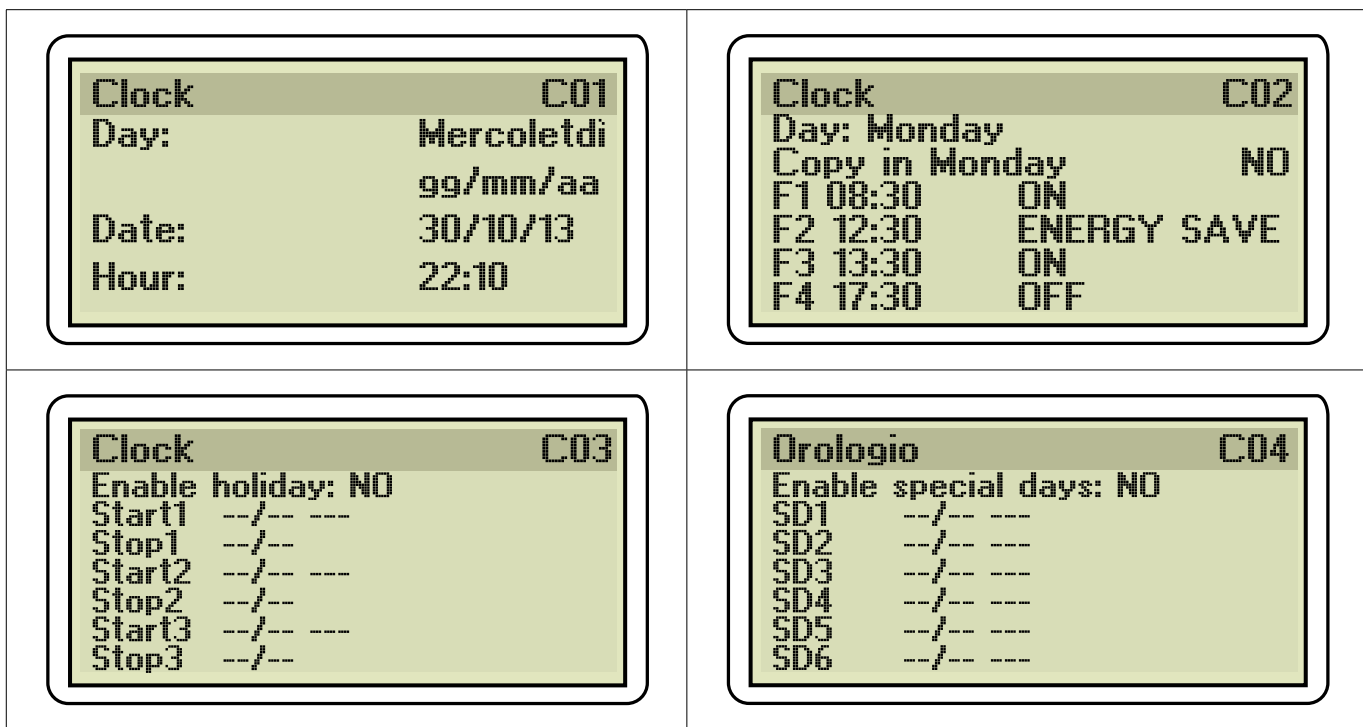 Clock C01
Day: Mercoletdì
gg/mm/aa
Date: 30/10/13
Hour: 22:10
Clock C02
Day: Monday
Copy in Monday NO
F1 08:30 ON
F2 12:30 ENERGY SAVE
F3 13:30 ON
F4 17:30 OFF
Clock C03
Enable holiday: NO
Start1 --/-- ---
Stop1 --/--
Start2 --/-- ---
Stop2 --/--
Start3 --/-- ---
Stop3 --/--
Orologio C04
Enable special days: NO
SD1 --/-- ---
SD2 --/-- ---
SD3 --/-- ---
SD4 --/-- ---
SD5 --/-- ---
SD6 --/-- ---